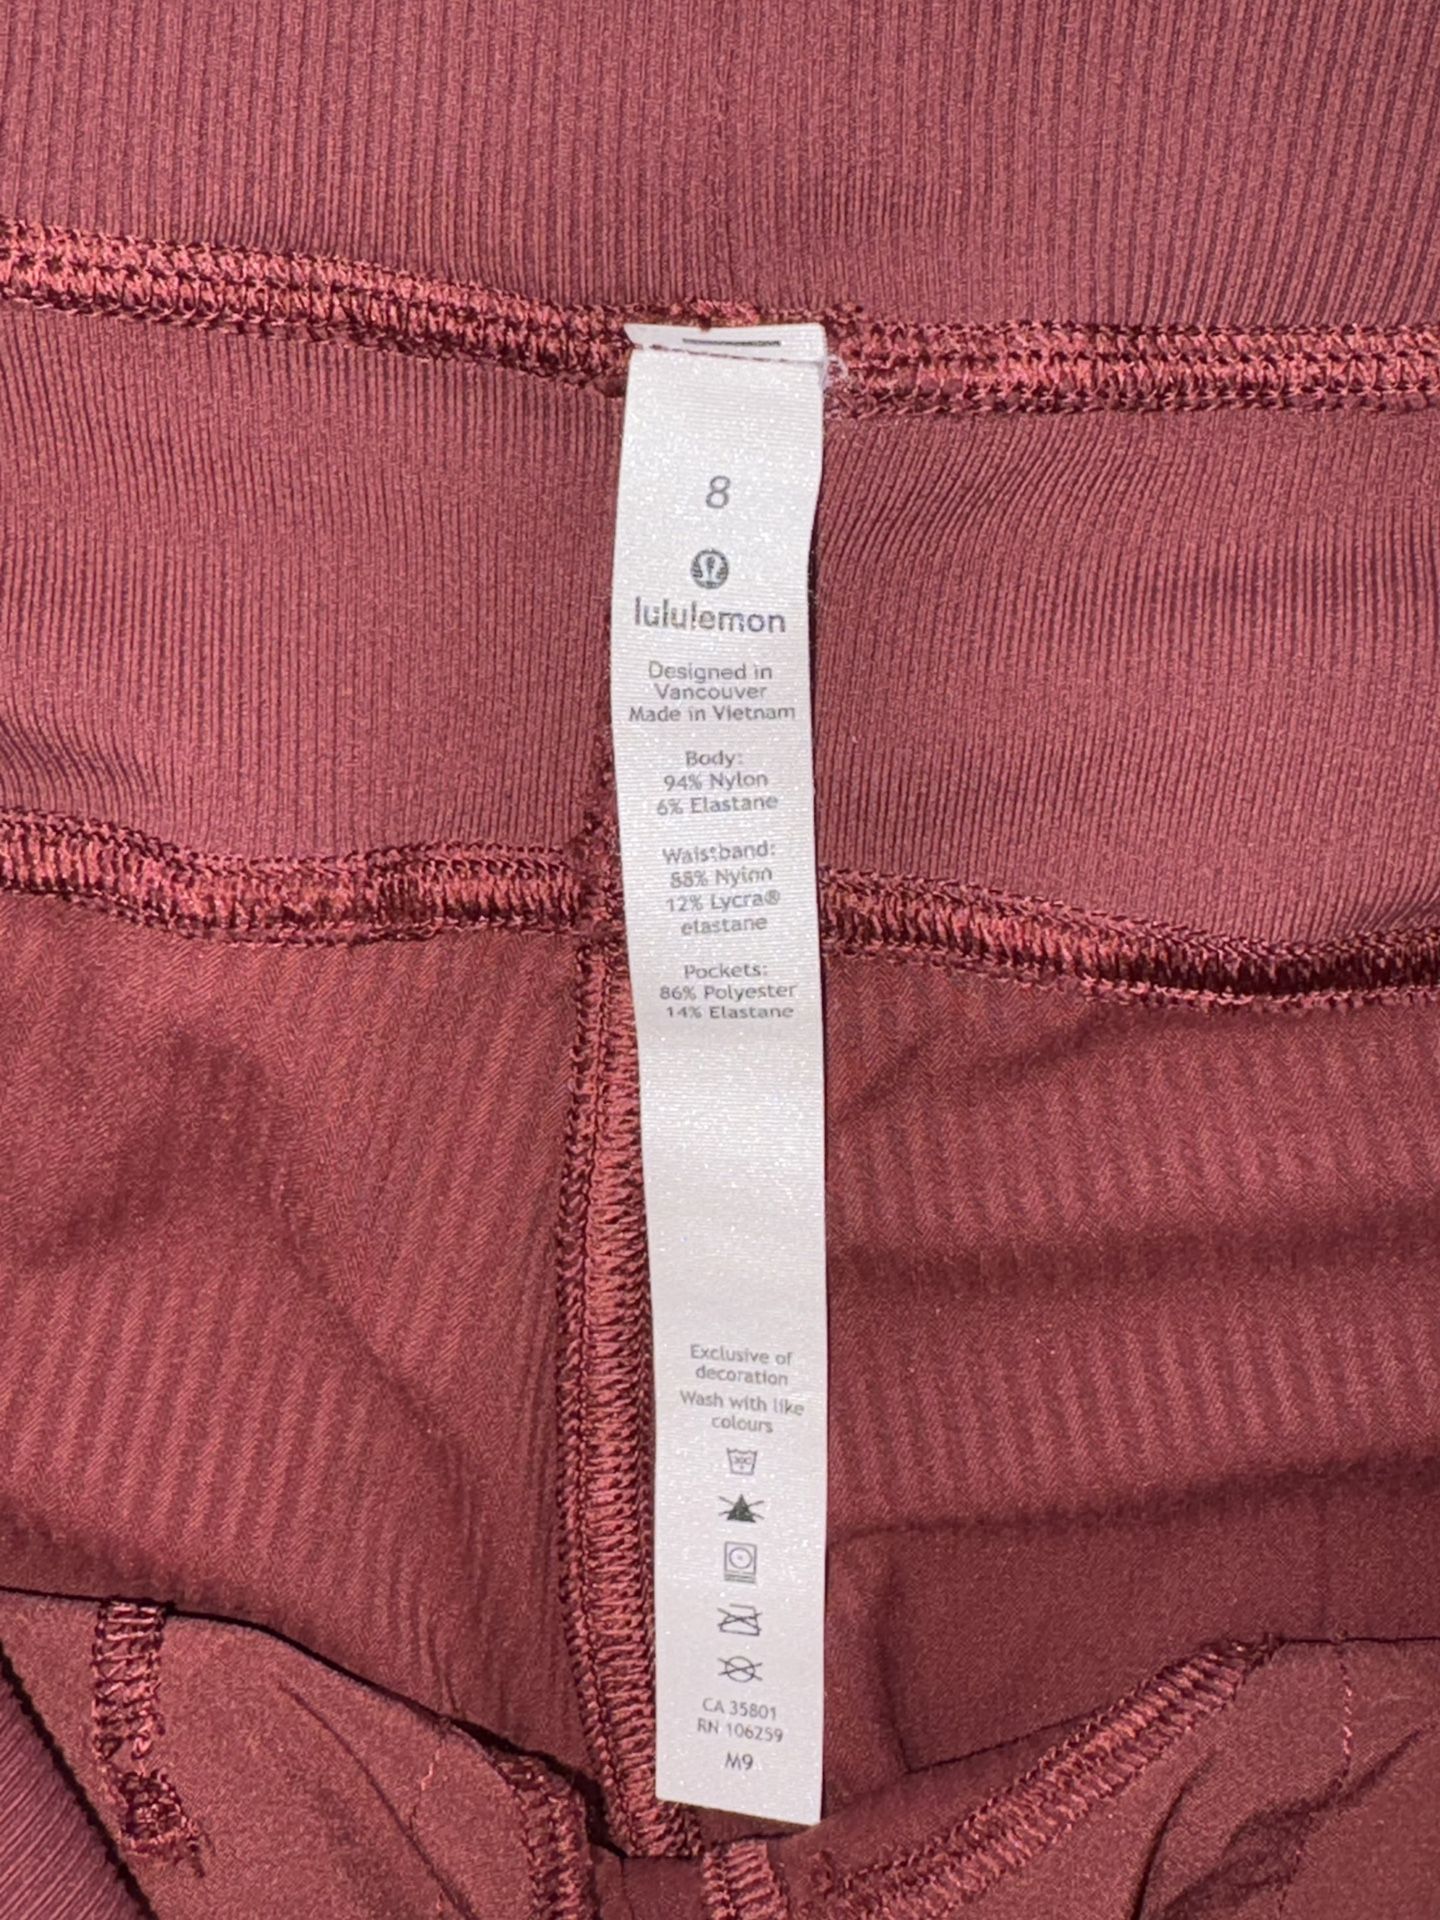 8
lululemon
Designed in
Vancouver
Made in Vietnam
Body:
94% Nylon
6% Elastane
Waistband:
88% Nylon
12% Lycra®
elastane
Pockets:
86% Polyester
14% Elastane
Exclusive of
decoration
Wash with like
colours
CA 35801
RN 106259
M9